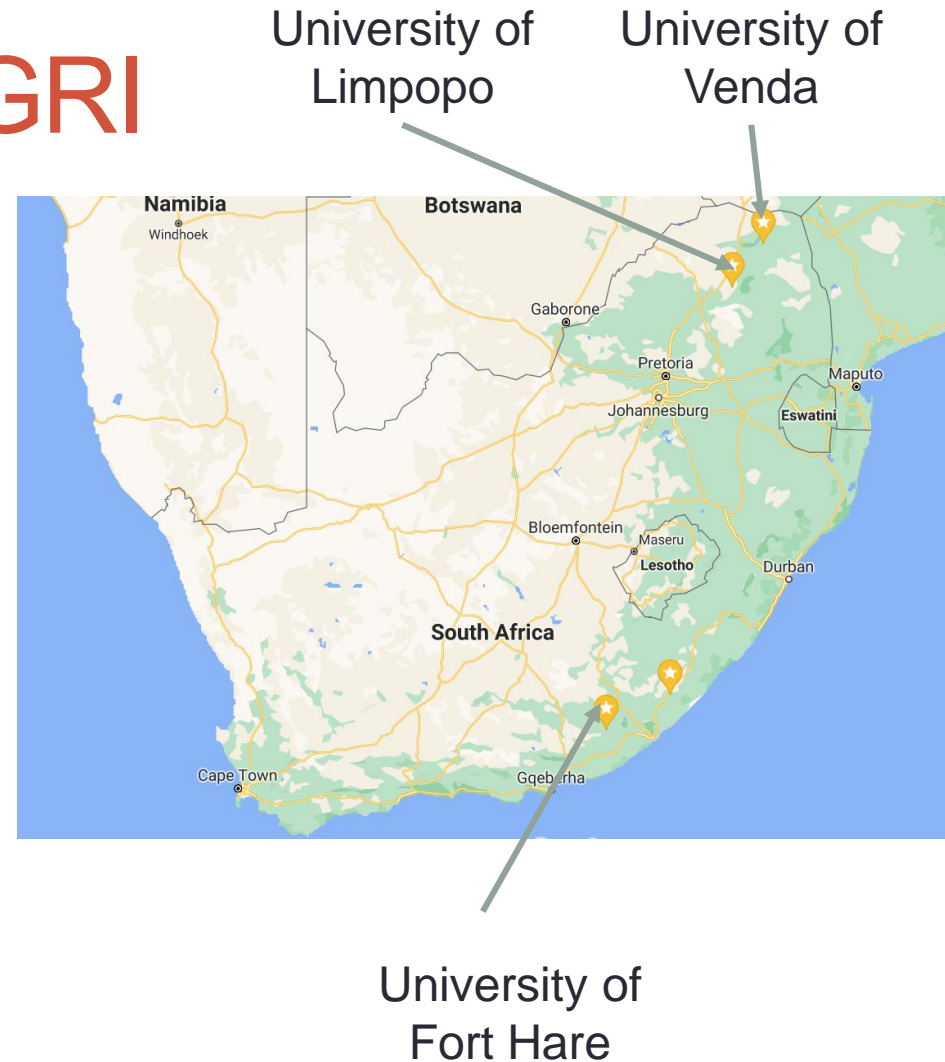 University of
Limpopo
University of
Venda
GRI
Namibia
Windhoek
Botswana
Gaborone
Pretoria
Johannesburg
Maputo
Eswatini
Bloemfontein
Maseru
Lesotho
Durban
South Africa
Cape Town
Gqeberha
University of
Fort Hare